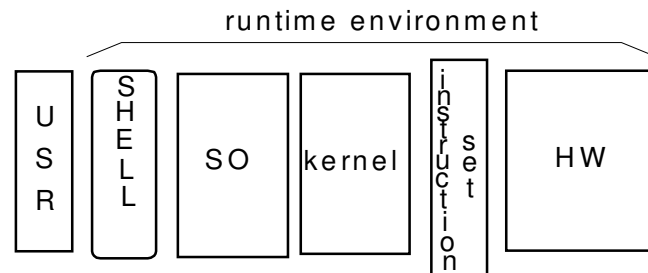 runtime environment
USR
SHELL
SO
kernel
instruction
set
HW